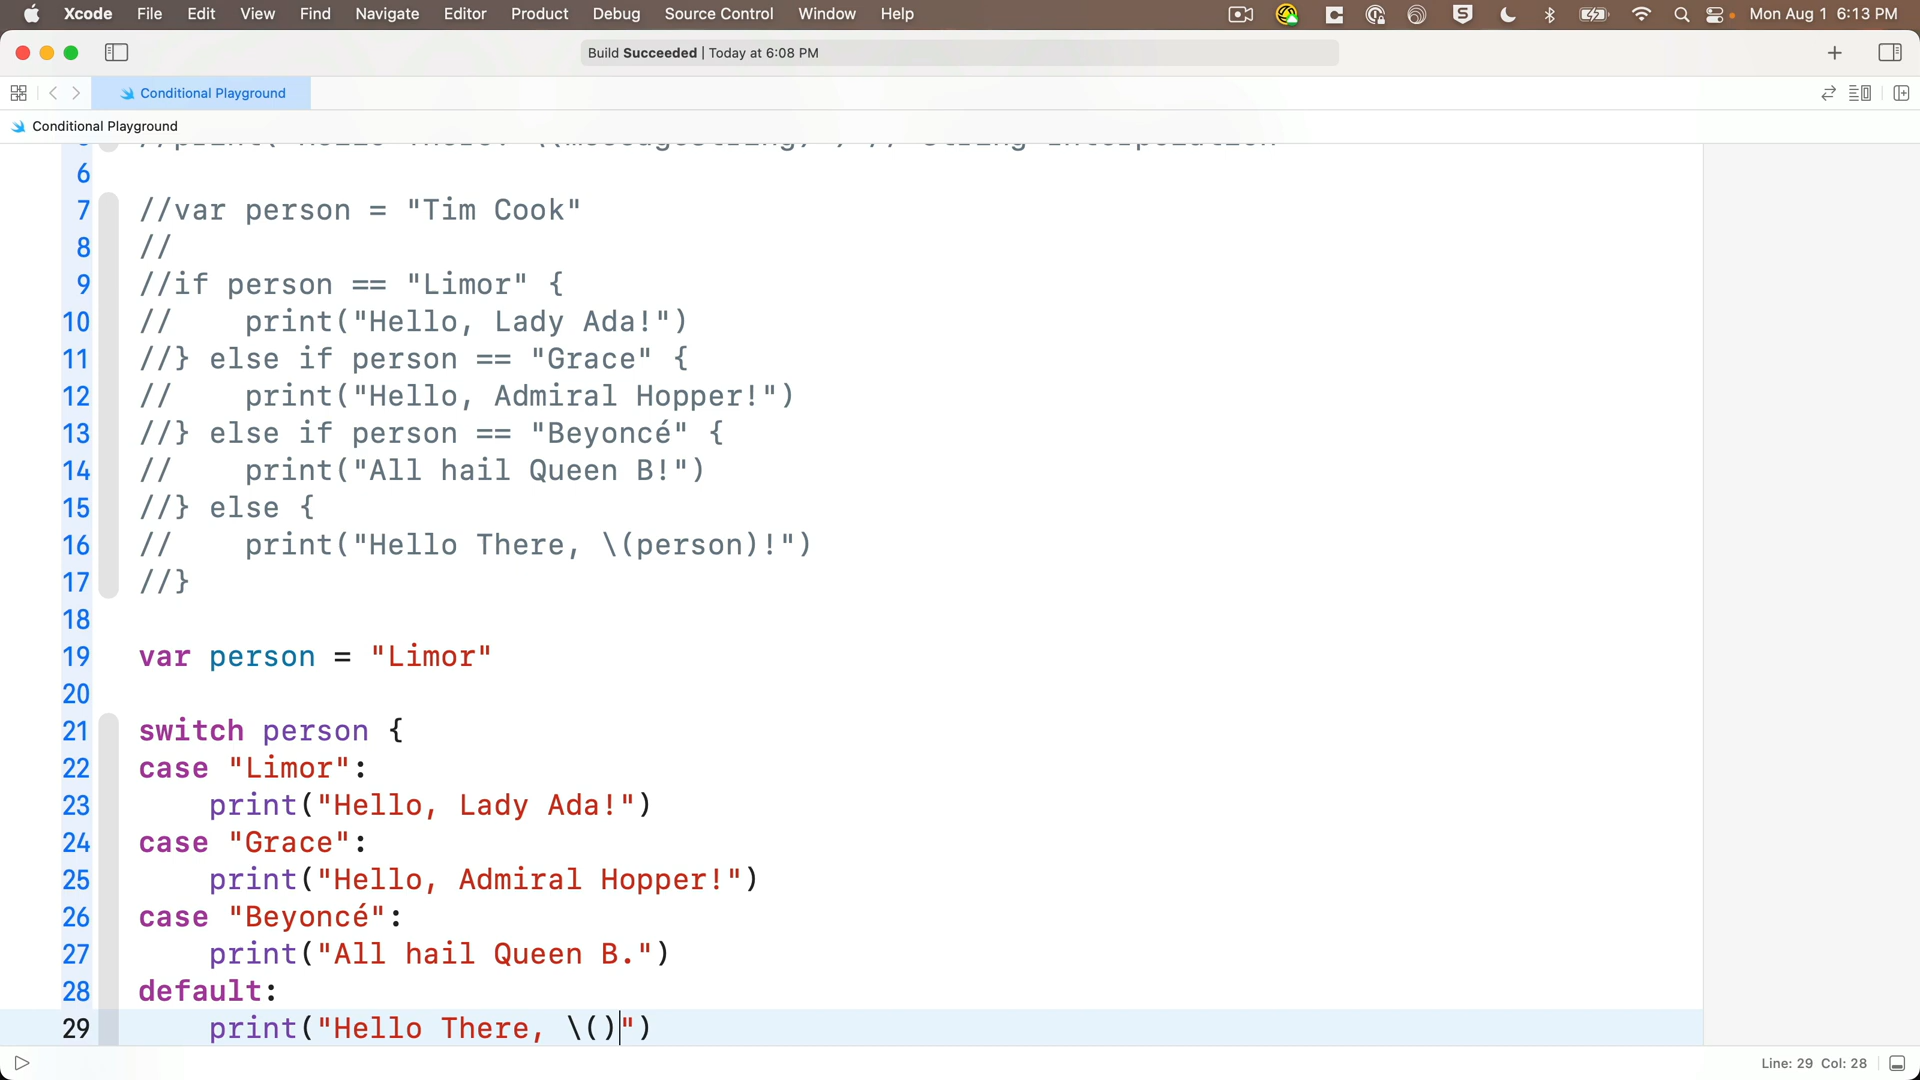 Xcode File Edit View Find Navigate Editor Product Debug Source Control Window Help Mon Aug 1 6:13 PM
Build Succeeded | Today at 6:08 PM
Conditional Playground
Conditional Playground
6
7 //var person = "Tim Cook"
8 //
9 //if person == "Limor" {
10 //    print("Hello, Lady Ada!")
11 //} else if person == "Grace" {
12 //    print("Hello, Admiral Hopper!")
13 //} else if person == "Beyoncé" {
14 //    print("All hail Queen B!")
15 //} else {
16 //    print("Hello There, \(person)!")
17 //}
18
19 var person = "Limor"
20
21 switch person {
22 case "Limor":
23     print("Hello, Lady Ada!")
24 case "Grace":
25     print("Hello, Admiral Hopper!")
26 case "Beyoncé":
27     print("All hail Queen B.")
28 default:
29     print("Hello There, \()")
Line: 29 Col: 28